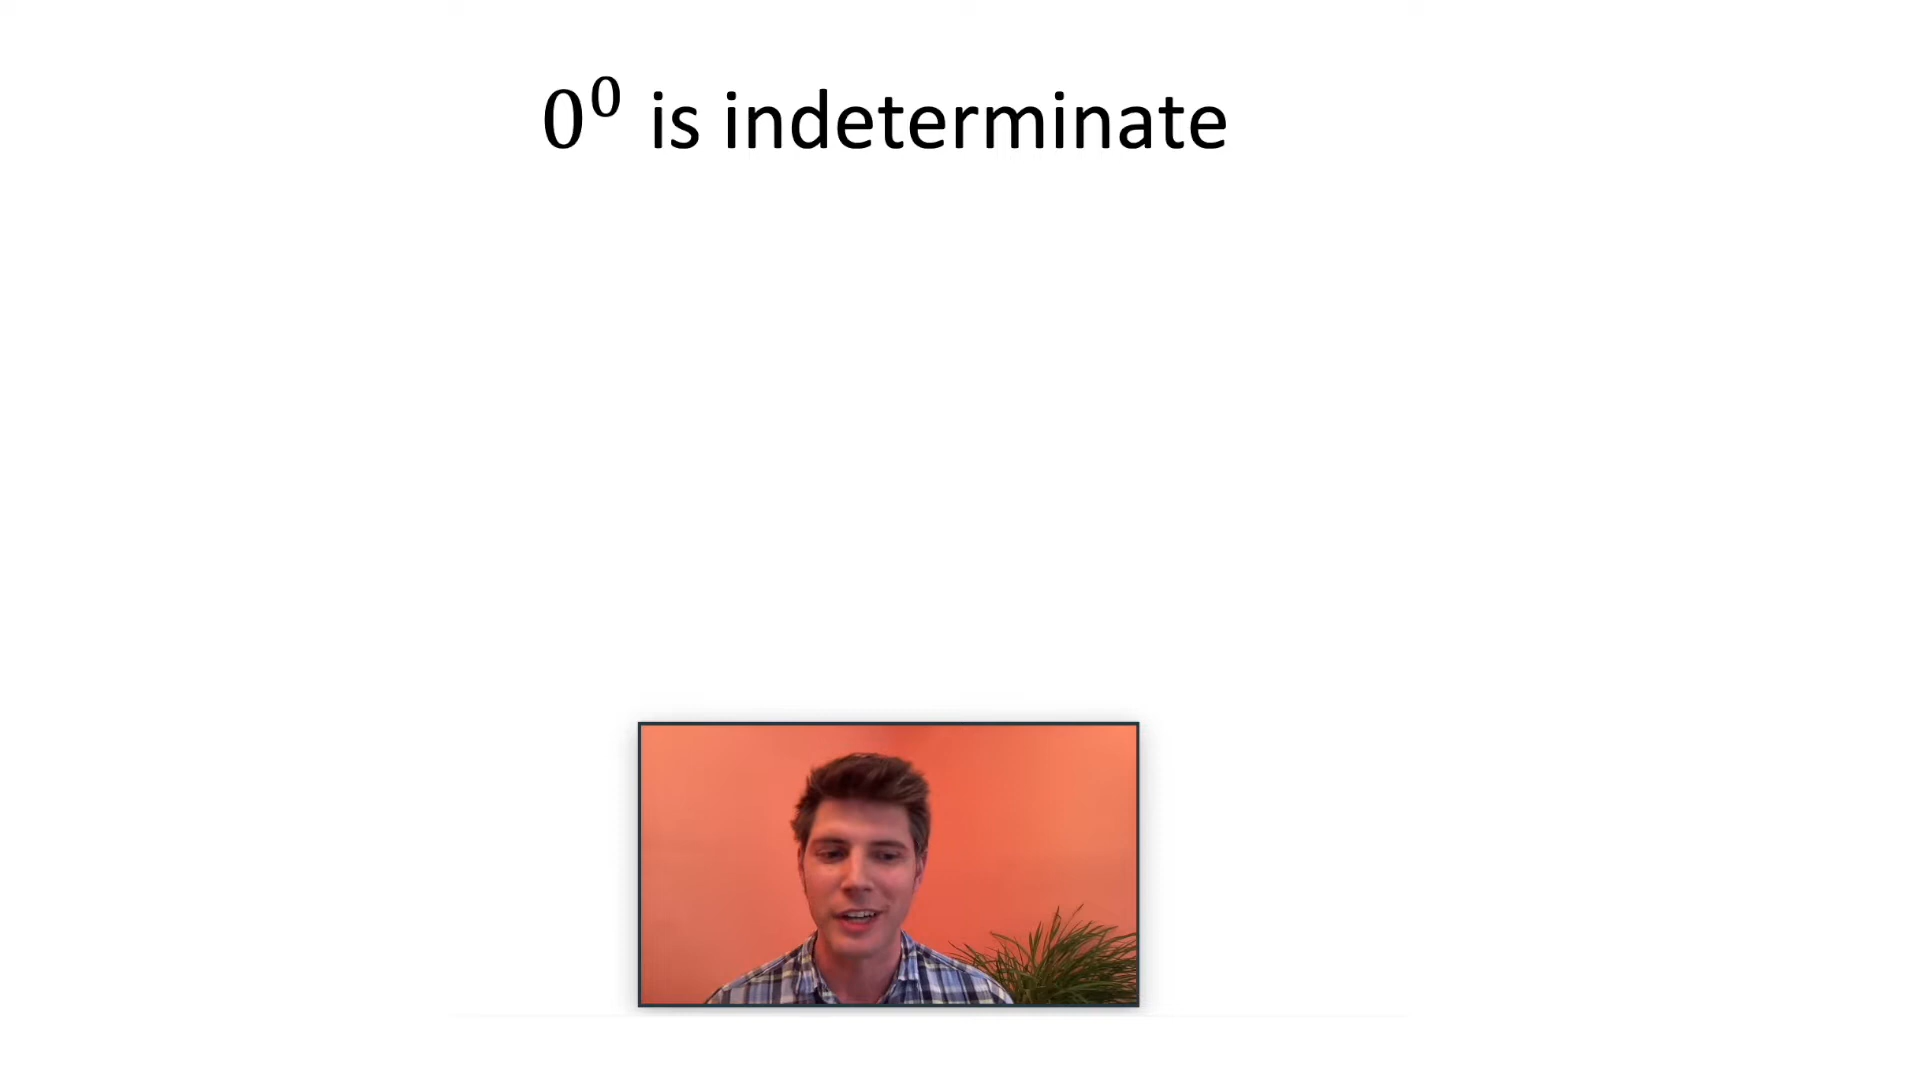 0⁰ is indeterminate